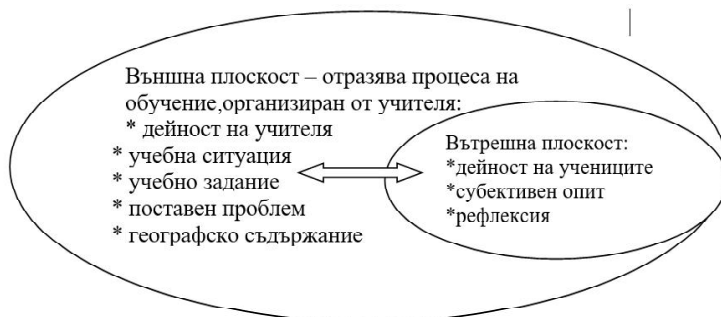 Външна плоскост – отразява процеса на
обучение,организиран от учителя:
* дейност на учителя
* учебна ситуация
* учебно задание
* поставен проблем
* географско съдържание
Вътрешна плоскост:
*дейност на учениците
*субективен опит
*рефлексия